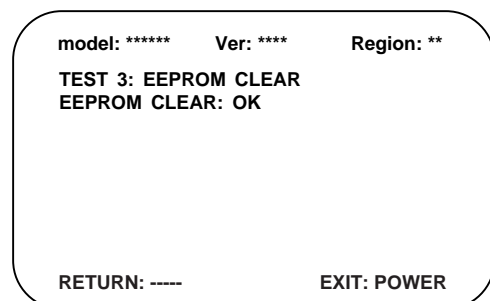 model: ****** Ver: **** Region: **
TEST 3: EEPROM CLEAR
EEPROM CLEAR: OK
RETURN: ----- EXIT: POWER